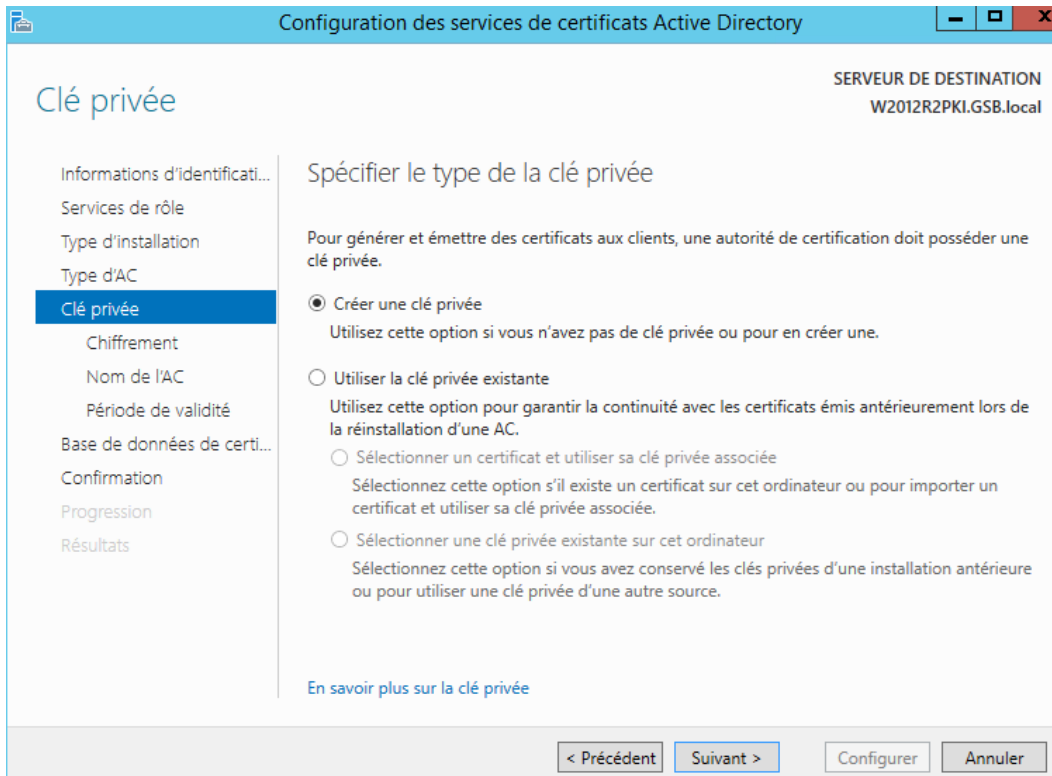 Configuration des services de certificats Active Directory
Clé privée
SERVEUR DE DESTINATION
W2012R2PKI.GSB.local
Informations d'identificati...
Services de rôle
Type d'installation
Type d'AC
Clé privée
Chiffrement
Nom de l'AC
Période de validité
Base de données de certi...
Confirmation
Progression
Résultats
Spécifier le type de la clé privée
Pour générer et émettre des certificats aux clients, une autorité de certification doit posséder une
clé privée.
Créer une clé privée
Utilisez cette option si vous n'avez pas de clé privée ou pour en créer une.
Utiliser la clé privée existante
Utilisez cette option pour garantir la continuité avec les certificats émis antérieurement lors de
la réinstallation d'une AC.
Sélectionner un certificat et utiliser sa clé privée associée
Sélectionnez cette option s'il existe un certificat sur cet ordinateur ou pour importer un
certificat et utiliser sa clé privée associée.
Sélectionner une clé privée existante sur cet ordinateur
Sélectionnez cette option si vous avez conservé les clés privées d'une installation antérieure
ou pour utiliser une clé privée d'une autre source.
En savoir plus sur la clé privée
< Précédent
Suivant >
Configurer
Annuler